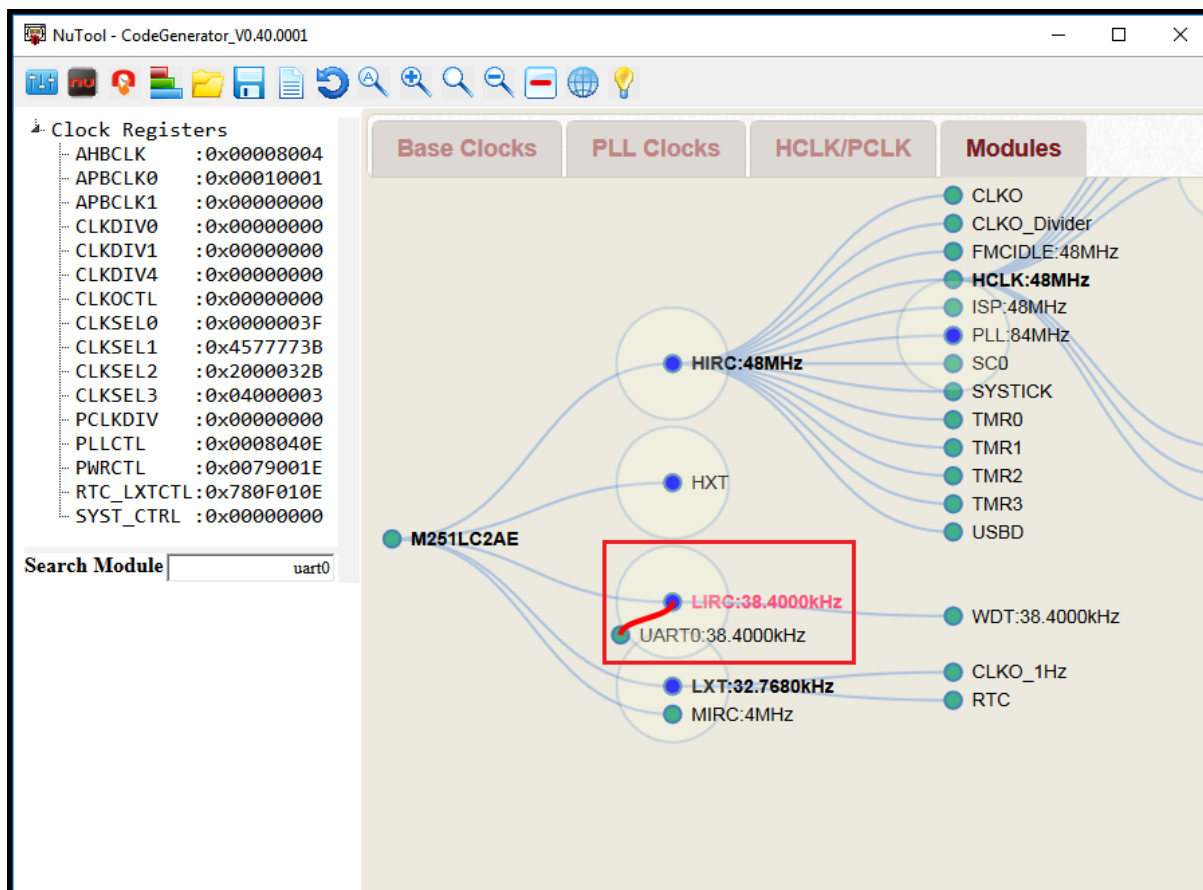 NuTool - CodeGenerator_V0.40.0001
Clock Registers
AHBCLK :0x00008004
APBCLK0 :0x00010001
APBCLK1 :0x00000000
CLKDIV0 :0x00000000
CLKDIV1 :0x00000000
CLKDIV4 :0x00000000
CLKOCTL :0x00000000
CLKSEL0 :0x0000003F
CLKSEL1 :0x4577773B
CLKSEL2 :0x2000032B
CLKSEL3 :0x04000003
PCLKDIV :0x00000000
PLLCTL :0x0008040E
PWRCTL :0x0079001E
RTC_LXTCTL:0x780F010E
SYST_CTRL :0x00000000
Search Module uart0
Base Clocks PLL Clocks HCLK/PCLK Modules
M251LC2AE
HIRC:48MHz
HXT
LIRC:38.4000kHz
UART0:38.4000kHz
LXT:32.7680kHz
MIRC:4MHz
CLKO
CLKO_Divider
FMCIDLE:48MHz
HCLK:48MHz
ISP:48MHz
PLL:84MHz
SC0
SYSTICK
TMR0
TMR1
TMR2
TMR3
USBD
WDT:38.4000kHz
CLKO_1Hz
RTC